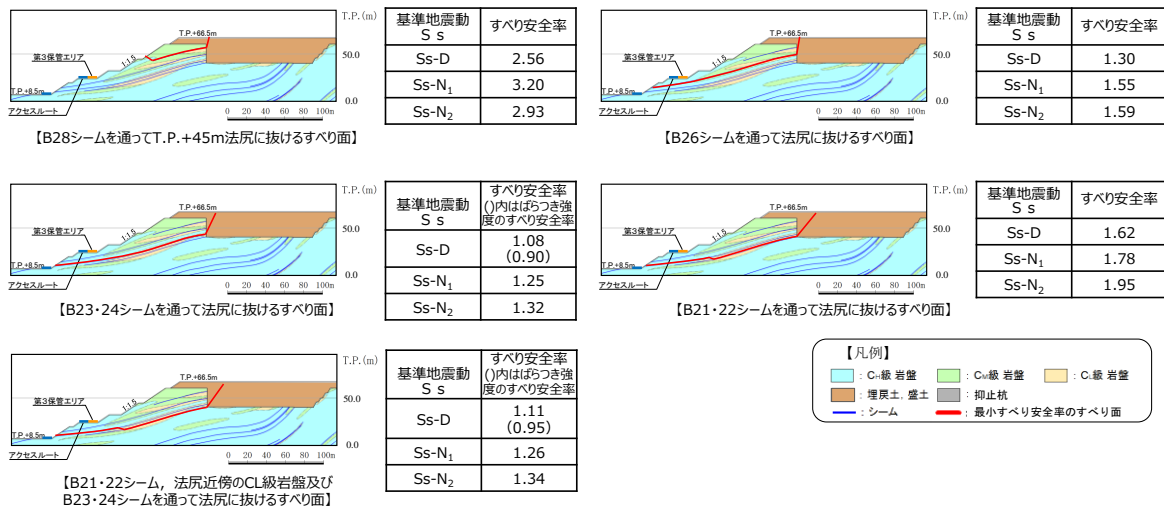 T.P.(m)
T.P.+66.5m
第3保管エリア
1:1.5
50.0
T.P.+8.5m
0.0
アクセスルート
0 20 40 60 80 100m
【B28シームを通ってT.P.+45m法尻に抜けるすべり面】
基準地震動
Ｓｓ
すべり安全率
Ss-D 2.56
Ss-N1 3.20
Ss-N2 2.93
T.P.(m)
T.P.+66.5m
第3保管エリア
1:1.5
50.0
T.P.+8.5m
0.0
アクセスルート
0 20 40 60 80 100m
【B26シームを通って法尻に抜けるすべり面】
基準地震動
Ｓｓ
すべり安全率
Ss-D 1.30
Ss-N1 1.55
Ss-N2 1.59
T.P.(m)
T.P.+66.5m
第3保管エリア
1:1.5
50.0
T.P.+8.5m
0.0
アクセスルート
0 20 40 60 80 100m
【B23・24シームを通って法尻に抜けるすべり面】
基準地震動
Ｓｓ
すべり安全率
()内はばらつき強
度のすべり安全率
Ss-D 1.08
(0.90)
Ss-N1 1.25
Ss-N2 1.32
T.P.(m)
T.P.+66.5m
第3保管エリア
1:1.5
50.0
T.P.+8.5m
0.0
アクセスルート
0 20 40 60 80 100m
【B21・22シームを通って法尻に抜けるすべり面】
基準地震動
Ｓｓ
すべり安全率
Ss-D 1.62
Ss-N1 1.78
Ss-N2 1.95
T.P.(m)
T.P.+66.5m
第3保管エリア
1:1.5
50.0
T.P.+8.5m
0.0
アクセスルート
0 20 40 60 80 100m
【B21・22シーム，法尻近傍のCL級岩盤及び
B23・24シームを通って法尻に抜けるすべり面】
基準地震動
Ｓｓ
すべり安全率
()内はばらつき強
度のすべり安全率
Ss-D 1.11
(0.95)
Ss-N1 1.26
Ss-N2 1.34
【凡例】
：CH級 岩盤 ：CM級 岩盤 ：CL級 岩盤
：埋戻土，盛土 ：抑止杭
：シーム ：最小すべり安全率のすべり面